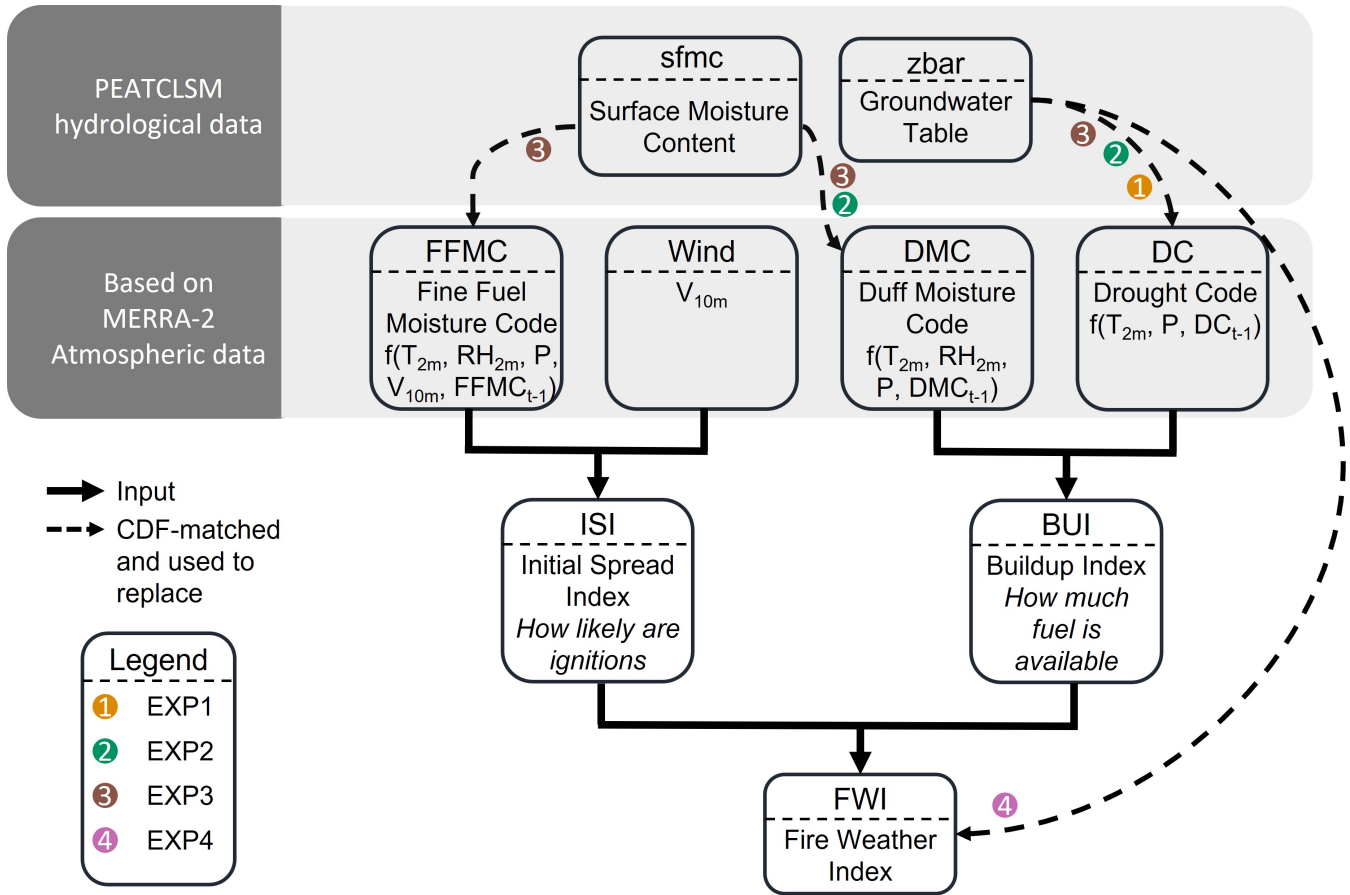 PEATCLSM
hydrological data
sfmc
Surface Moisture
Content
zbar
Groundwater
Table
3
3
2
3
2
1
Based on
MERRA-2
Atmospheric data
FFMC
Fine Fuel
Moisture Code
f(T2m, RH2m, P,
V10m, FFMCt-1)
Wind
V10m
DMC
Duff Moisture
Code
f(T2m, RH2m,
P, DMCt-1)
DC
Drought Code
f(T2m, P, DCt-1)
Input
CDF-matched
and used to
replace
ISI
Initial Spread
Index
How likely are
ignitions
BUI
Buildup Index
How much
fuel is
available
Legend
1 EXP1
2 EXP2
3 EXP3
4 EXP4
FWI
Fire Weather
Index
4